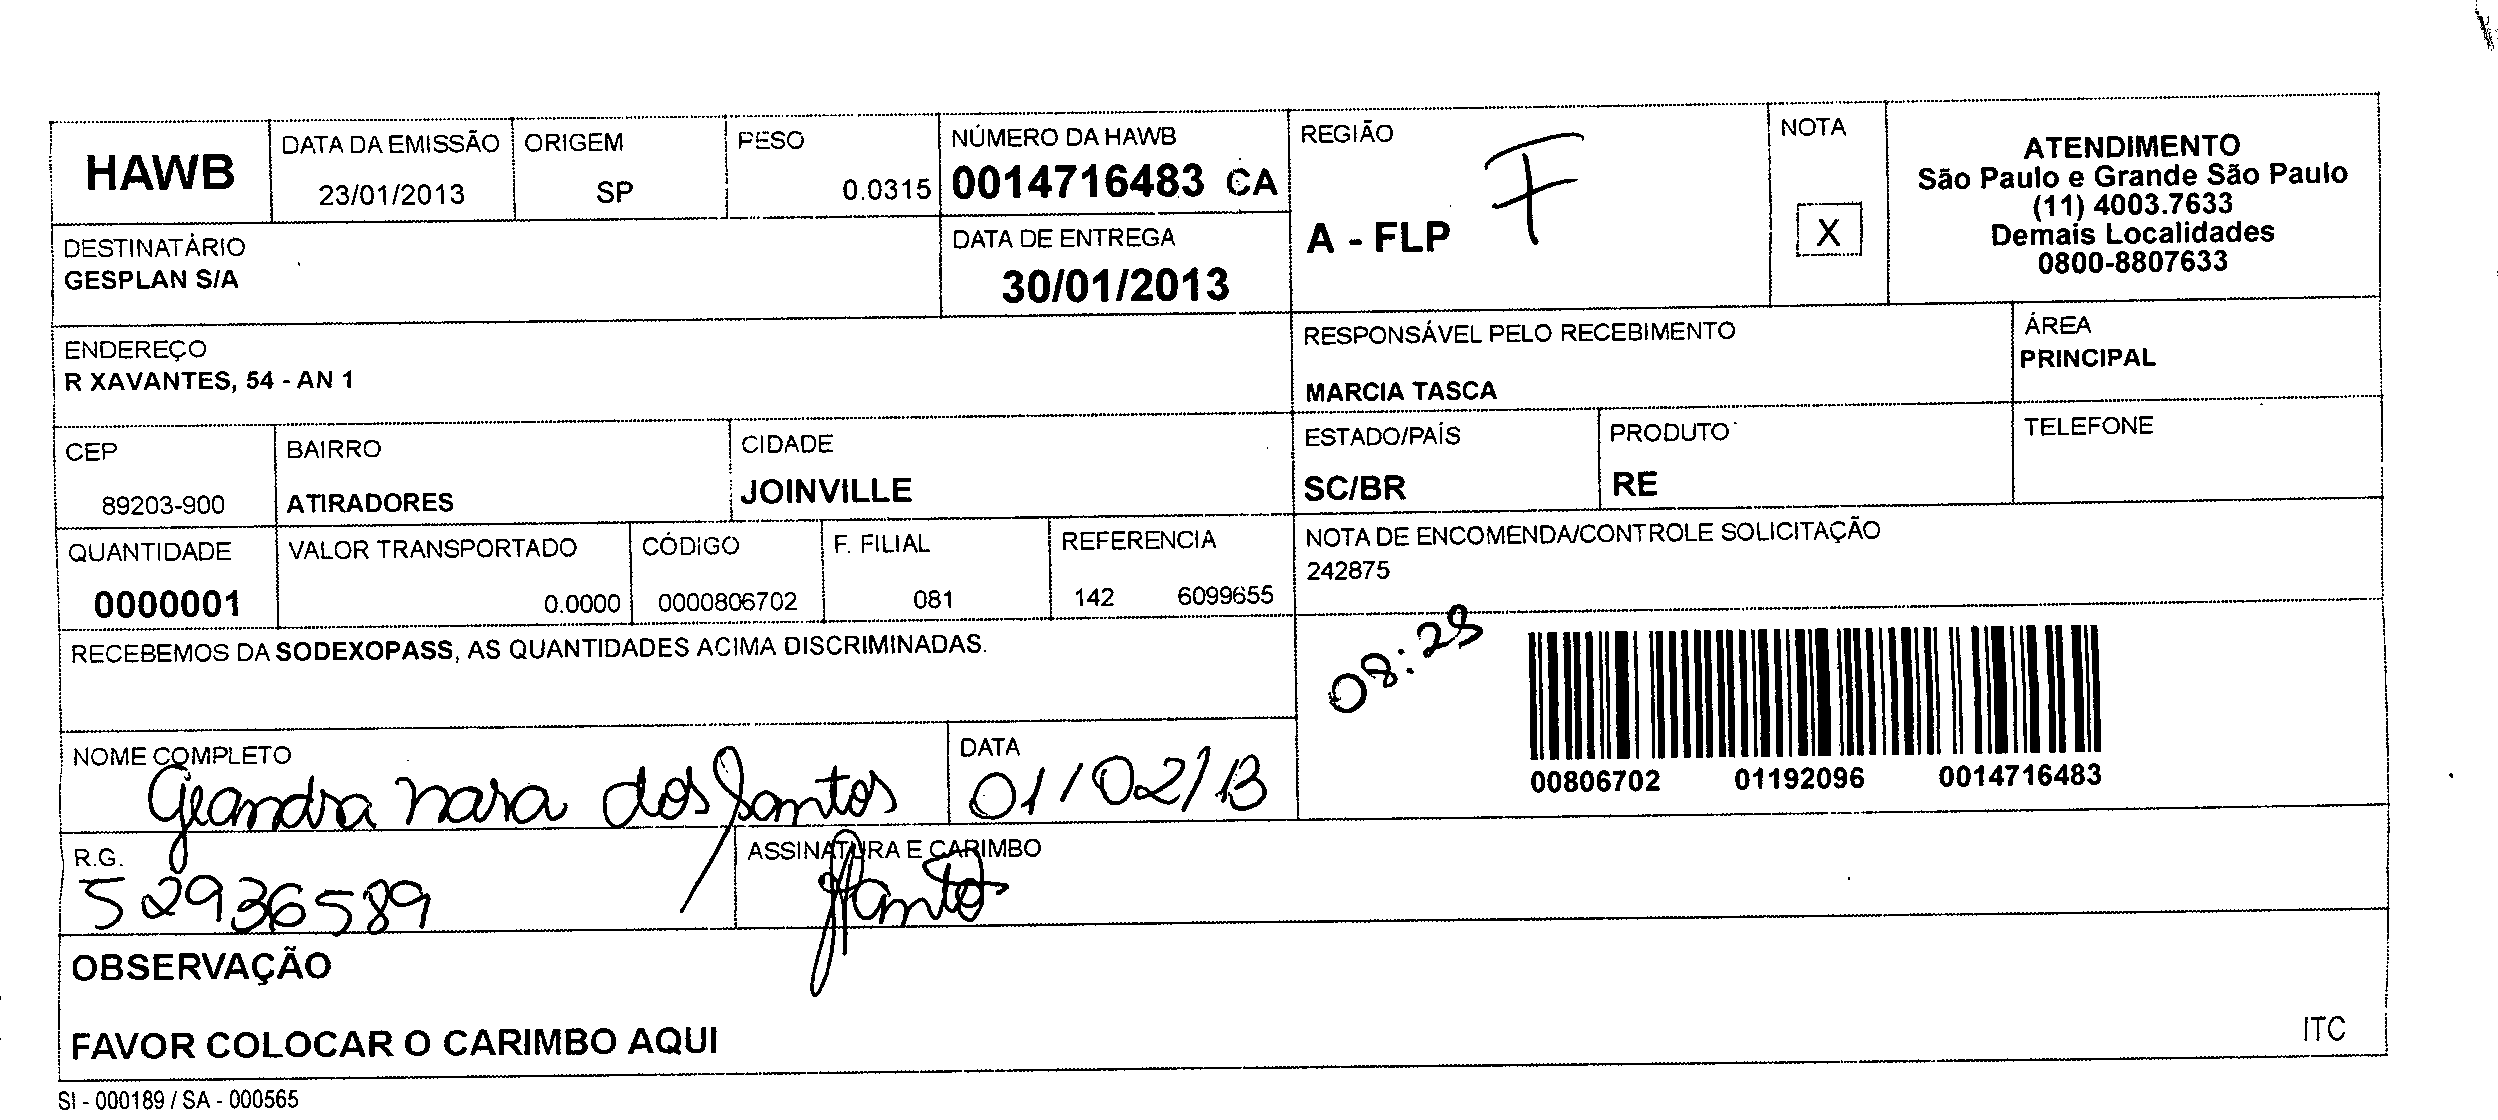 HAWB
DATA DA EMISSÃO
23/01/2013
ORIGEM
SP
PESO
0.0315
NÚMERO DA HAWB
0014716483 CA
REGIÃO
A - FLP
F
NOTA
X
ATENDIMENTO
São Paulo e Grande São Paulo
(11) 4003.7633
Demais Localidades
0800-8807633
DESTINATÁRIO
GESPLAN S/A
DATA DE ENTREGA
30/01/2013
ENDEREÇO
R XAVANTES, 54 - AN 1
RESPONSÁVEL PELO RECEBIMENTO
MARCIA TASCA
ÁREA
PRINCIPAL
CEP
89203-900
BAIRRO
ATIRADORES
CIDADE
JOINVILLE
ESTADO/PAÍS
SC/BR
PRODUTO
RE
TELEFONE
QUANTIDADE
0000001
VALOR TRANSPORTADO
0.0000
CÓDIGO
0000806702
F. FILIAL
081
REFERENCIA
142 6099655
NOTA DE ENCOMENDA/CONTROLE SOLICITAÇÃO
242875
RECEBEMOS DA SODEXOPASS, AS QUANTIDADES ACIMA DISCRIMINADAS.
08:28
00806702 01192096 0014716483
NOME COMPLETO
Geandra nara dos Santos
DATA
01/02/13
R.G.
52936589
ASSINATURA E CARIMBO
Santos
OBSERVAÇÃO
FAVOR COLOCAR O CARIMBO AQUI
ITC
SI - 000189 / SA - 000565